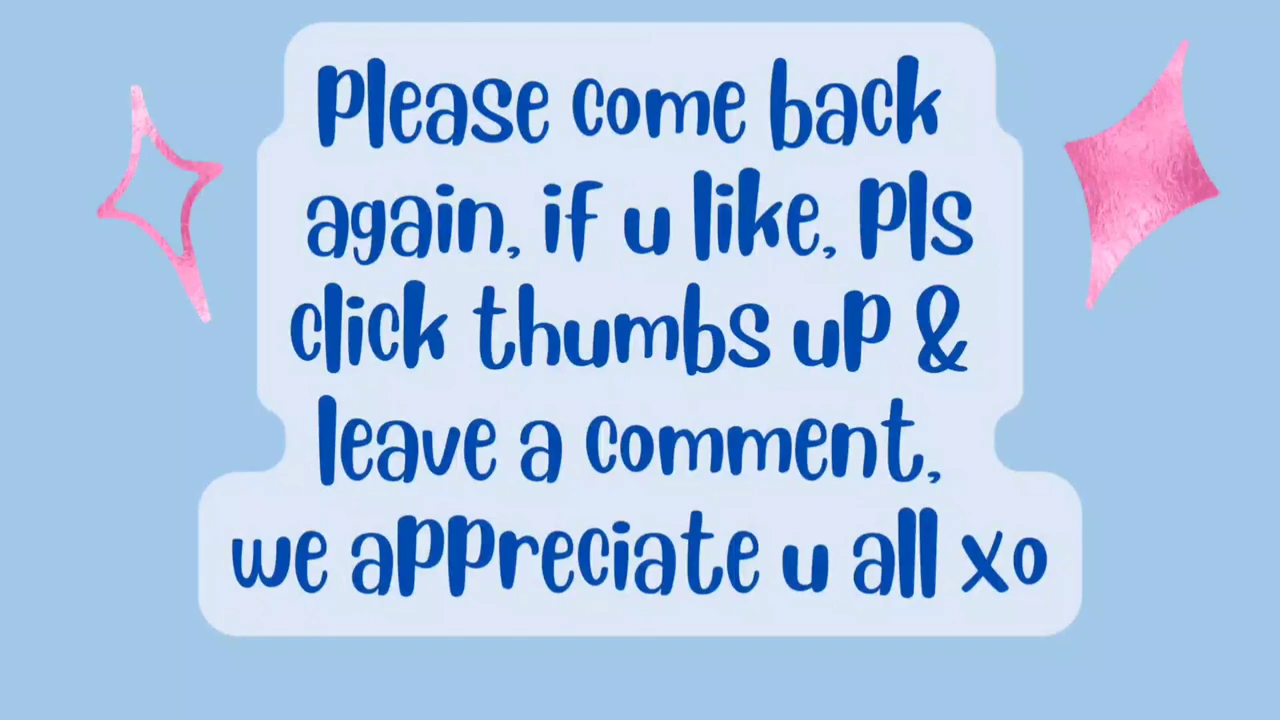 Please come back
again, if u like, pls
click thumbs up &
leave a comment,
we appreciate u all xo